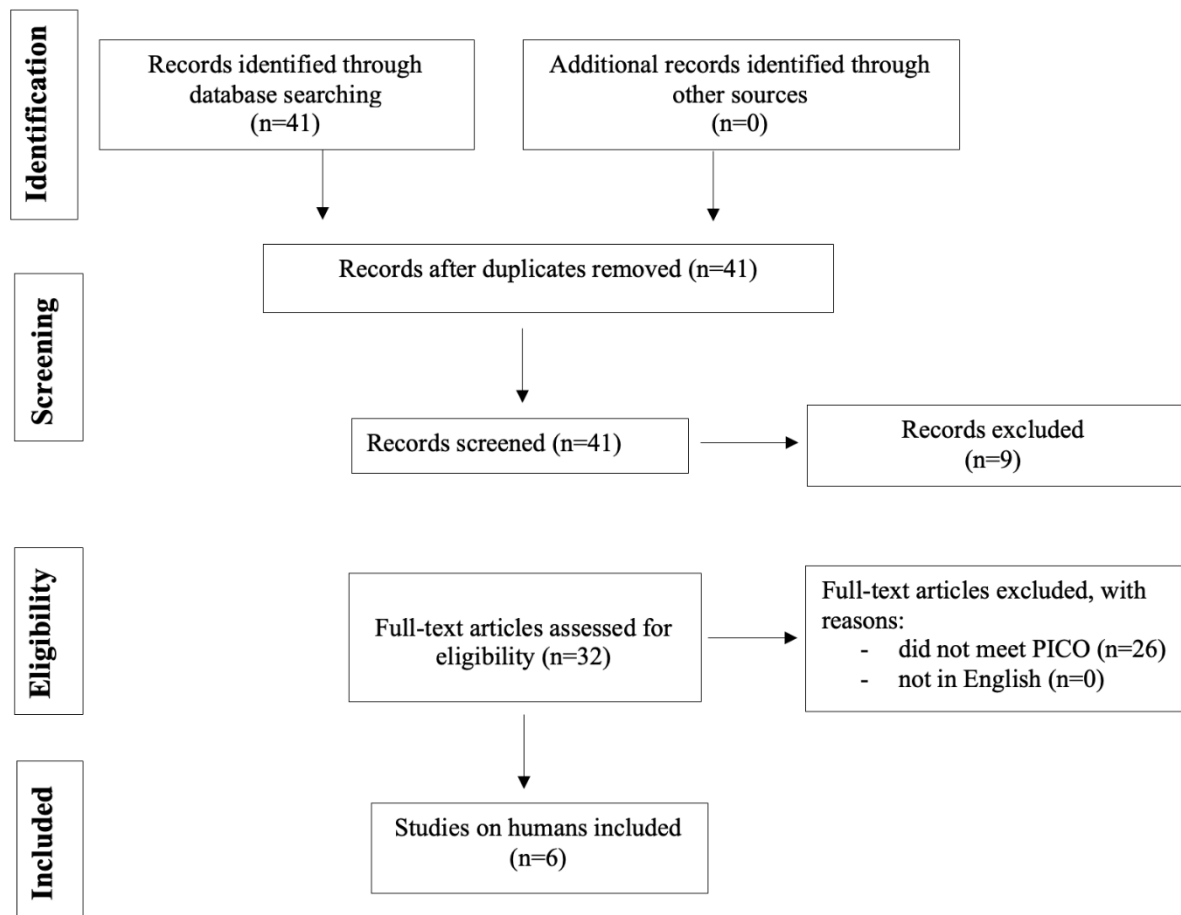 Identification
Records identified through
database searching
(n=41)
Additional records identified through
other sources
(n=0)
Records after duplicates removed (n=41)
Screening
Records screened (n=41)
Records excluded
(n=9)
Eligibility
Full-text articles assessed for
eligibility (n=32)
Full-text articles excluded, with
reasons:
- did not meet PICO (n=26)
- not in English (n=0)
Included
Studies on humans included
(n=6)